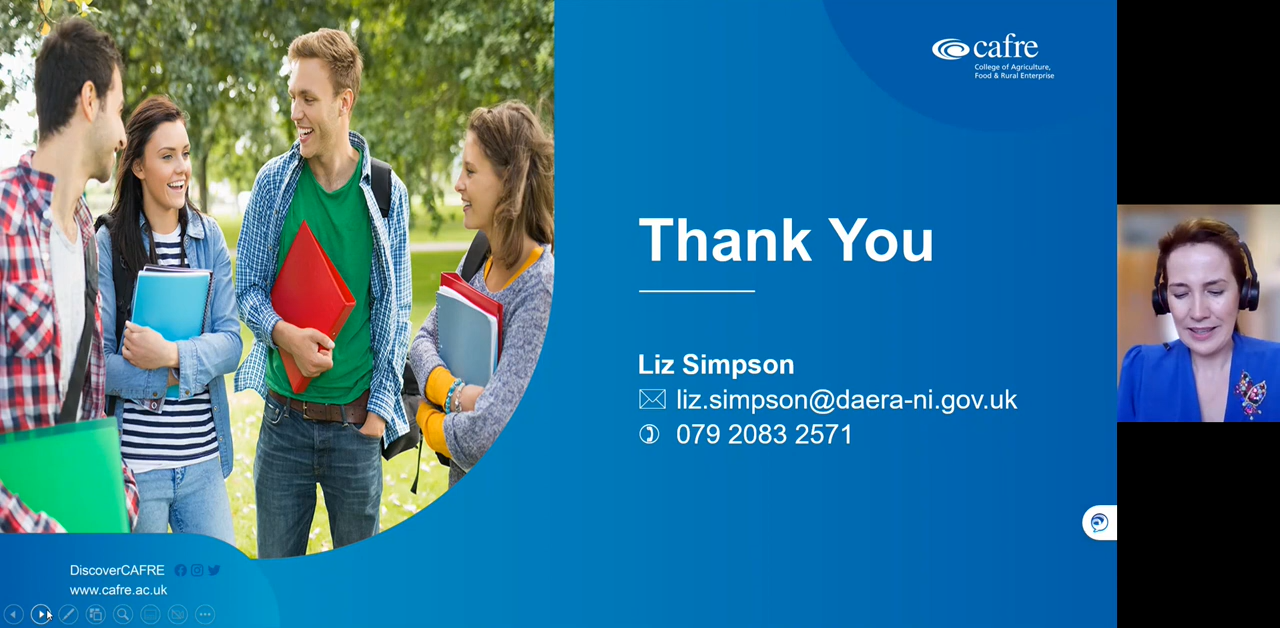 cafre
College of Agriculture,
Food & Rural Enterprise
Thank You
Liz Simpson
liz.simpson@daera-ni.gov.uk
079 2083 2571
DiscoverCAFRE
www.cafre.ac.uk